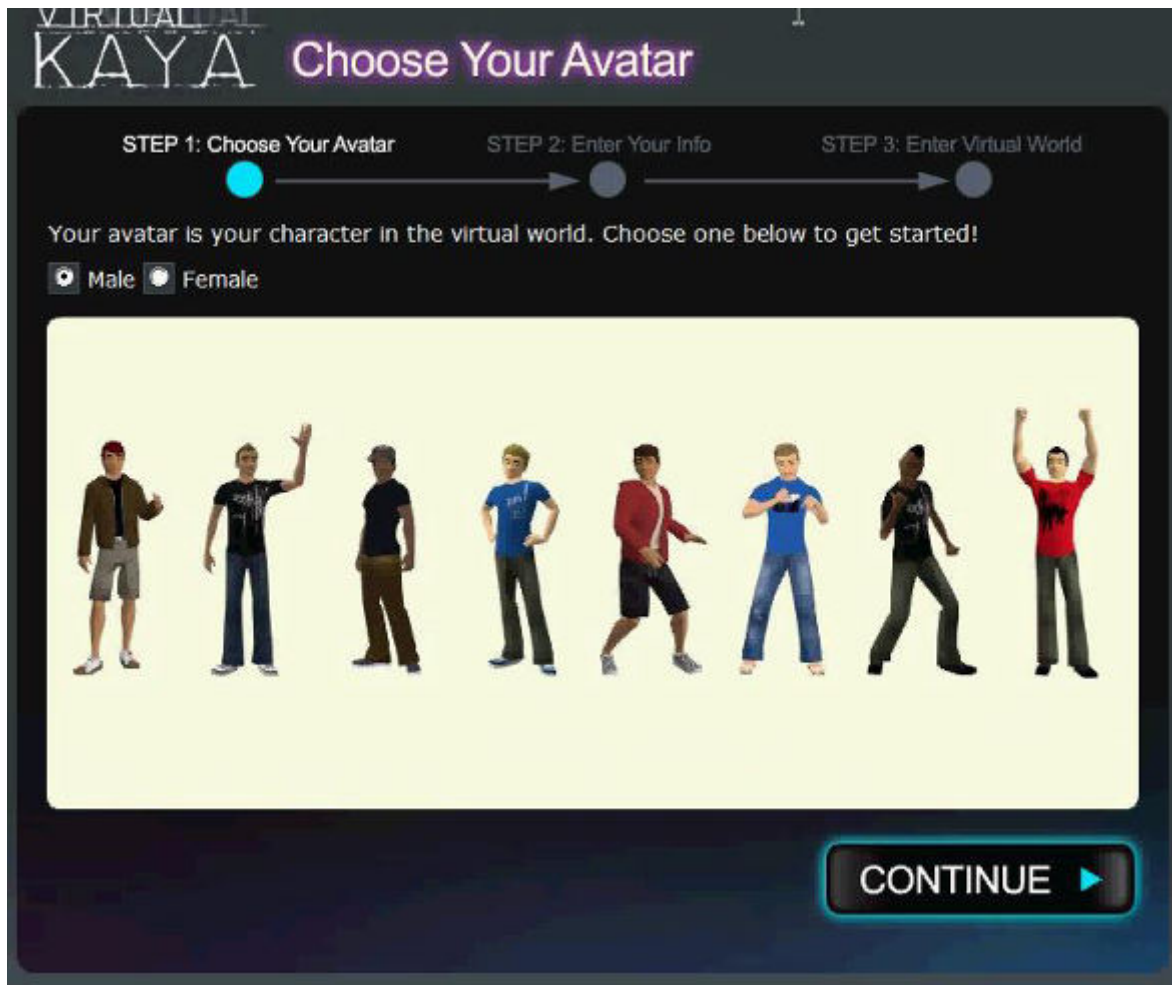 VIRTUAL
KAYA Choose Your Avatar
STEP 1: Choose Your Avatar STEP 2: Enter Your Info STEP 3: Enter Virtual World
Your avatar is your character in the virtual world. Choose one below to get started!
Male Female
CONTINUE